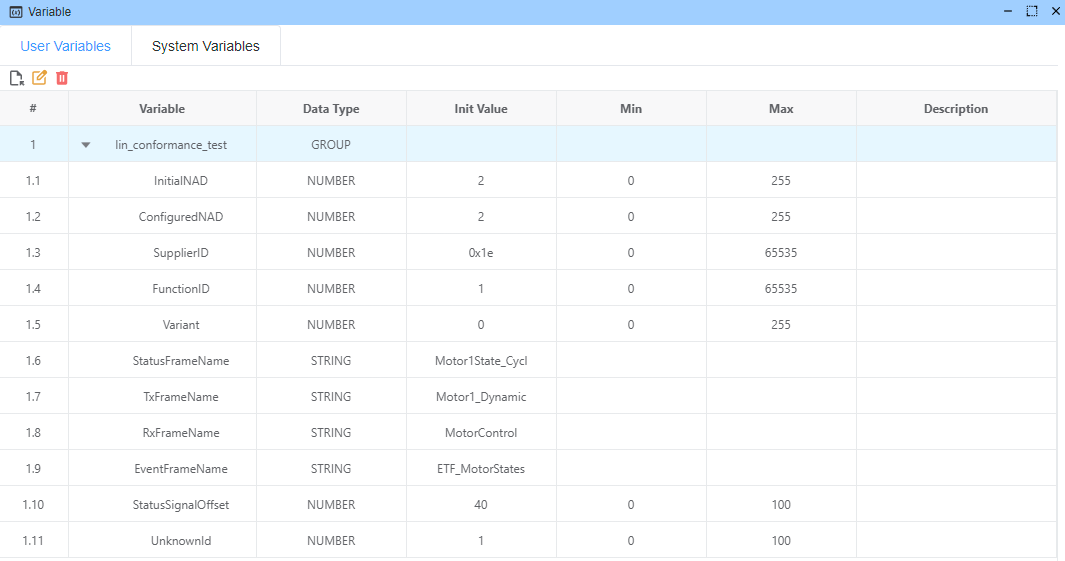 Variable
User Variables System Variables
# Variable Data Type Init Value Min Max Description
1 lin_conformance_test GROUP
1.1 InitialNAD NUMBER 2 0 255
1.2 ConfiguredNAD NUMBER 2 0 255
1.3 SupplierID NUMBER 0x1e 0 65535
1.4 FunctionID NUMBER 1 0 65535
1.5 Variant NUMBER 0 0 255
1.6 StatusFrameName STRING Motor1State_Cycl
1.7 TxFrameName STRING Motor1_Dynamic
1.8 RxFrameName STRING MotorControl
1.9 EventFrameName STRING ETF_MotorStates
1.10 StatusSignalOffset NUMBER 40 0 100
1.11 UnknownId NUMBER 1 0 100